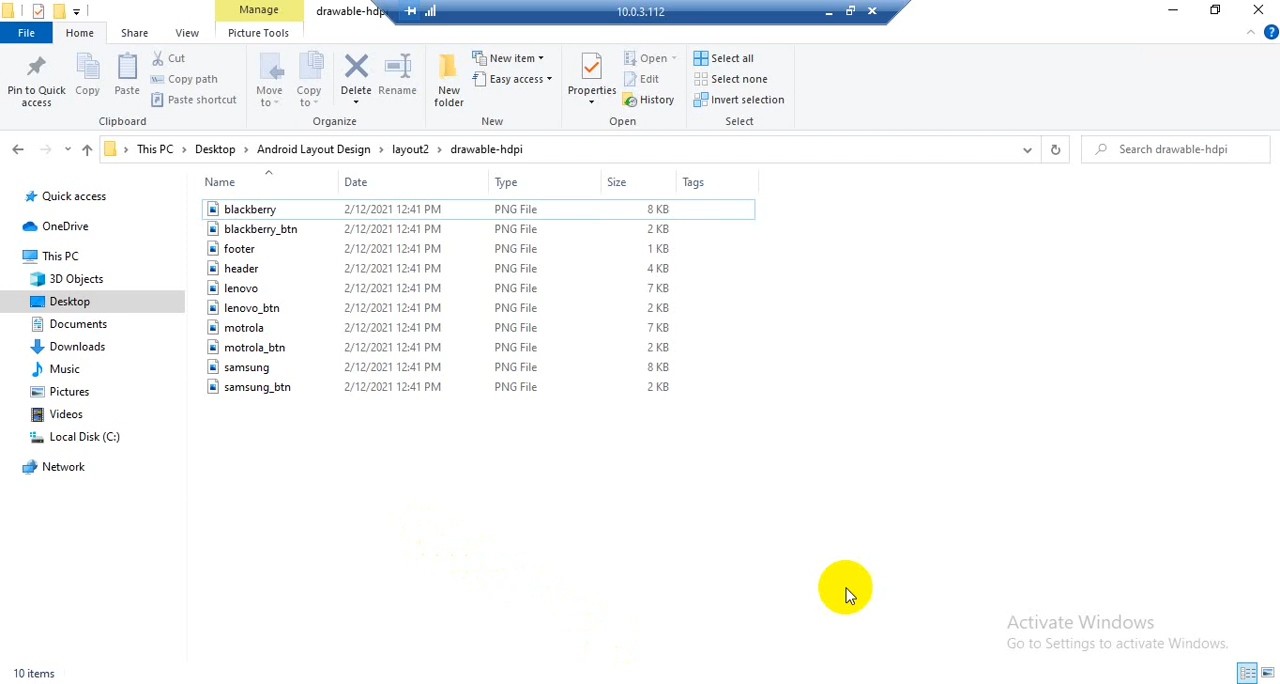 Manage
drawable-hdpi
10.0.3.112
File
Home
Share
View
Picture Tools
Pin to Quick access
Copy
Paste
Cut
Copy path
Paste shortcut
Clipboard
Move to
Copy to
Delete
Rename
Organize
New folder
New item
Easy access
New
Properties
Open
Edit
History
Open
Select all
Select none
Invert selection
Select
This PC > Desktop > Android Layout Design > layout2 > drawable-hdpi
Search drawable-hdpi
Quick access
OneDrive
This PC
3D Objects
Desktop
Documents
Downloads
Music
Pictures
Videos
Local Disk (C:)
Network
Name Date Type Size Tags
blackberry 2/12/2021 12:41 PM PNG File 8 KB
blackberry_btn 2/12/2021 12:41 PM PNG File 2 KB
footer 2/12/2021 12:41 PM PNG File 1 KB
header 2/12/2021 12:41 PM PNG File 4 KB
lenovo 2/12/2021 12:41 PM PNG File 7 KB
lenovo_btn 2/12/2021 12:41 PM PNG File 2 KB
motrola 2/12/2021 12:41 PM PNG File 7 KB
motrola_btn 2/12/2021 12:41 PM PNG File 2 KB
samsung 2/12/2021 12:41 PM PNG File 8 KB
samsung_btn 2/12/2021 12:41 PM PNG File 2 KB
Activate Windows
Go to Settings to activate Windows.
10 items